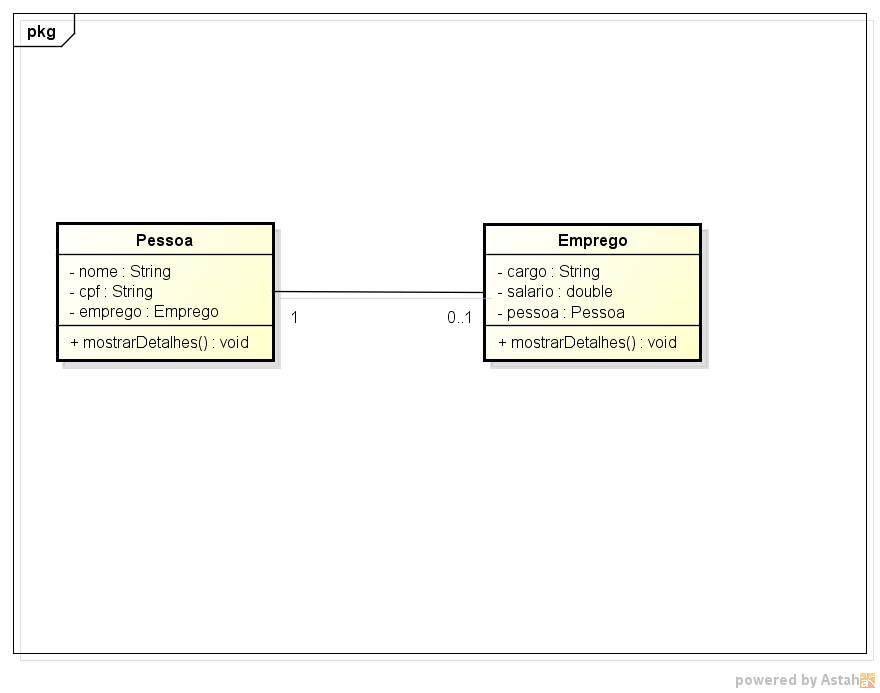 pkg
Pessoa
- nome : String
- cpf : String
- emprego : Emprego
+ mostrarDetalhes() : void
1
0..1
Emprego
- cargo : String
- salario : double
- pessoa : Pessoa
+ mostrarDetalhes() : void
powered by Astah